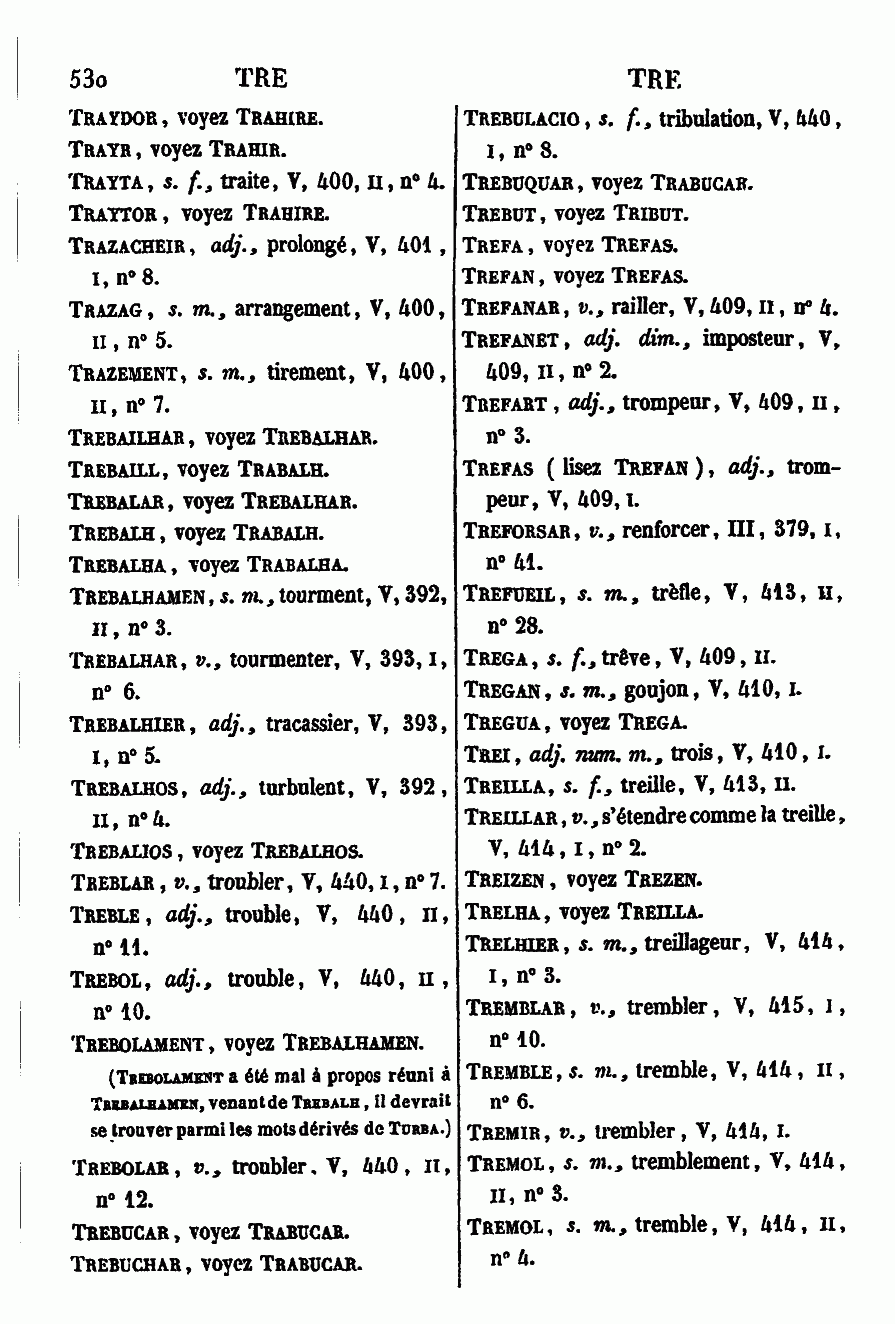 530 TRE TRE
TRAYDOR, voyez TRAHIRE.
TRAYR, voyez TRAHIR.
TRAYTA, s. f., traite, V, 400, II, n° 4.
TRAYTOR, voyez TRAHIRE.
TRAZACHEIR, adj., prolongé, V, 401,
I, n° 8.
TRAZAG, s. m., arrangement, V, 400,
II, n° 5.
TRAZEMENT, s. m., tirement, V, 400,
II, n° 7.
TREBAILHAR, voyez TREBALHAR.
TREBAILL, voyez TRABALH.
TREBALAR, voyez TREBALHAR.
TREBALH, voyez TRABALH.
TREBALHA, voyez TRABALHA.
TREBALHAMEN, s. m., tourment, V, 392,
II, n° 3.
TREBALHAR, v., tourmenter, V, 393, I,
n° 6.
TREBALHIER, adj., tracassier, V, 393,
I, n° 5.
TREBALHOS, adj., turbulent, V, 392,
II, n° 4.
TREBALIOS, voyez TREBALHOS.
TREBLAR, v., troubler, V, 440, I, n° 7.
TREBLE, adj., trouble, V, 440, II,
n° 11.
TREBOL, adj., trouble, V, 440, II,
n° 10.
TREBOLAMENT, voyez TREBALHAMEN.
(TREBOLAMENT a été mal à propos réuni à
TREBALHAMEN, venant de TREBALH, il devrait
se trouver parmi les mots dérivés de TURBA.)
TREBOLAR, v., troubler, V, 440, II,
n° 12.
TREBUCAR, voyez TRABUCAR.
TREBUCHAR, voyez TRABUCAR.
TREBULACIO, s. f., tribulation, V, 440,
I, n° 8.
TREBUQUAR, voyez TRABUCAR.
TREBUT, voyez TRIBUT.
TREFA, voyez TREFAS.
TREFAN, voyez TREFAS.
TREFANAR, v., railler, V, 409, II, n° 4.
TREFANET, adj. dim., imposteur, V,
409, II, n° 2.
TREFART, adj., trompeur, V, 409, II,
n° 3.
TREFAS (lisez TREFAN), adj., trom-
peur, V, 409, I.
TREFORSAR, v., renforcer, III, 379, I,
n° 41.
TREFUEIL, s. m., trèfle, V, 413, II,
n° 28.
TREGA, s. f., trêve, V, 409, II.
TREGAN, s. m., goujon, V, 410, I.
TREGUA, voyez TREGA.
TREI, adj. num. m., trois, V, 410, I.
TREILLA, s. f., treille, V, 413, II.
TREILLAR, v., s'étendre comme la treille,
V, 414, I, n° 2.
TREIZEN, voyez TREZEN.
TRELHA, voyez TREILLA.
TRELHIER, s. m., treillageur, V, 414,
I, n° 3.
TREMBLAR, v., trembler, V, 415, I,
n° 10.
TREMBLE, s. m., tremble, V, 414, II,
n° 6.
TREMIR, v., trembler, V, 414, I.
TREMOL, s. m., tremblement, V, 414,
II, n° 3.
TREMOL, s. m., tremble, V, 414, II,
n° 4.